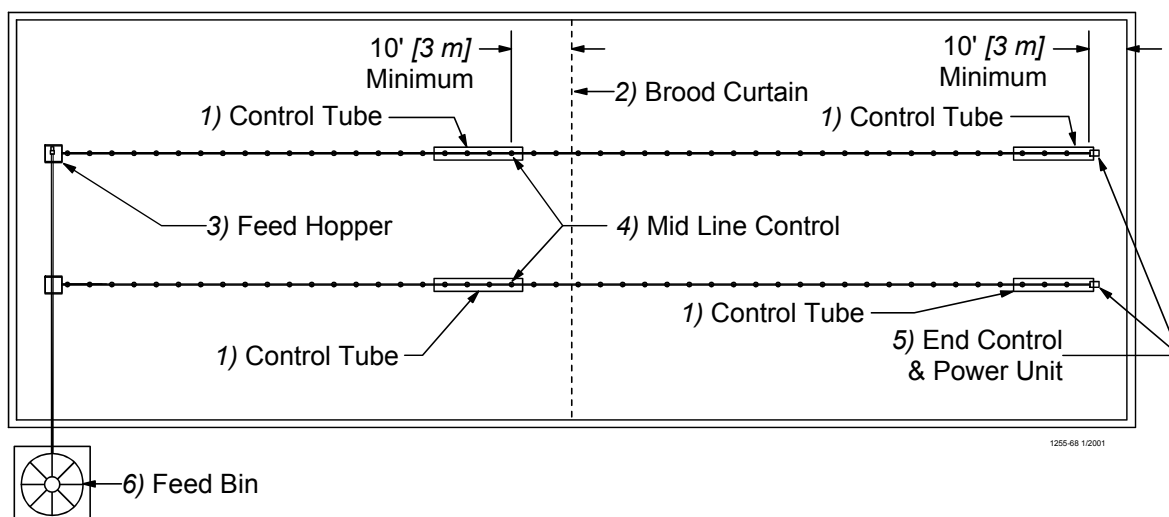 10' [3 m]
Minimum
10' [3 m]
Minimum
2) Brood Curtain
1) Control Tube
1) Control Tube
3) Feed Hopper
4) Mid Line Control
1) Control Tube
1) Control Tube
5) End Control
& Power Unit
1255-68 1/2001
6) Feed Bin